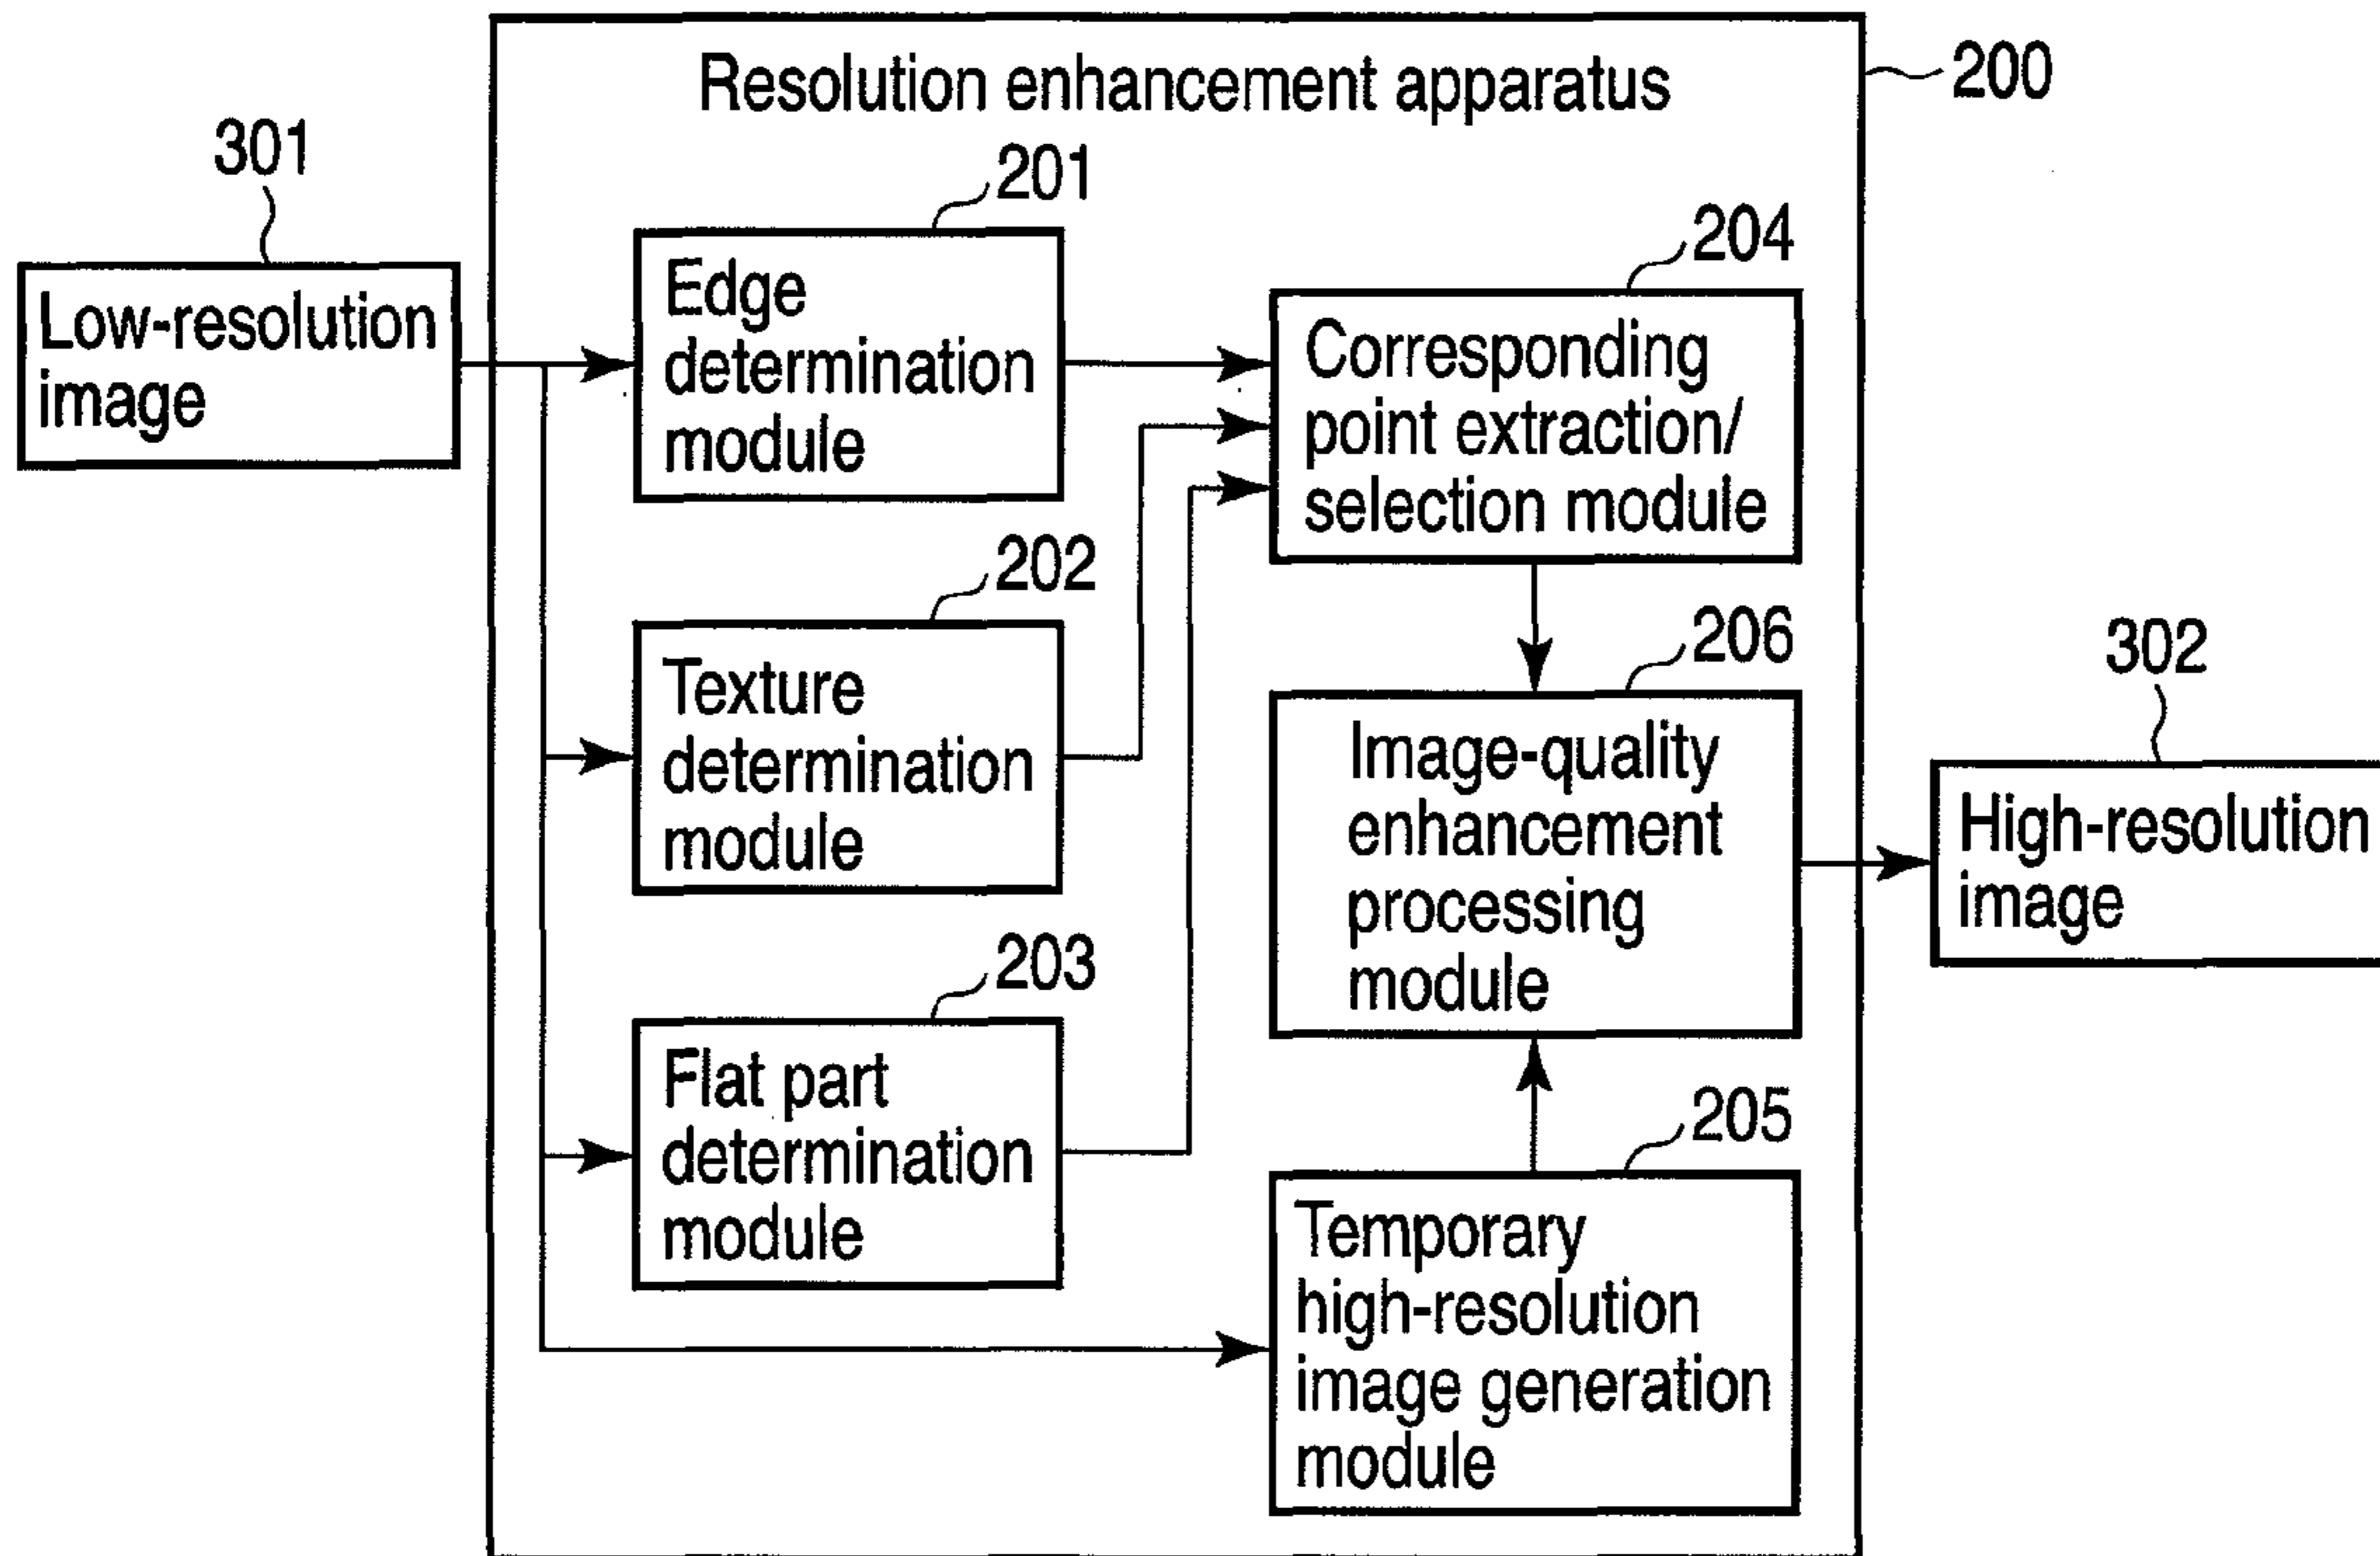 Resolution enhancement apparatus
200
301
Low-resolution
image
201
Edge
determination
module
202
Texture
determination
module
203
Flat part
determination
module
204
Corresponding
point extraction/
selection module
206
Image-quality
enhancement
processing
module
205
Temporary
high-resolution
image generation
module
302
High-resolution
image